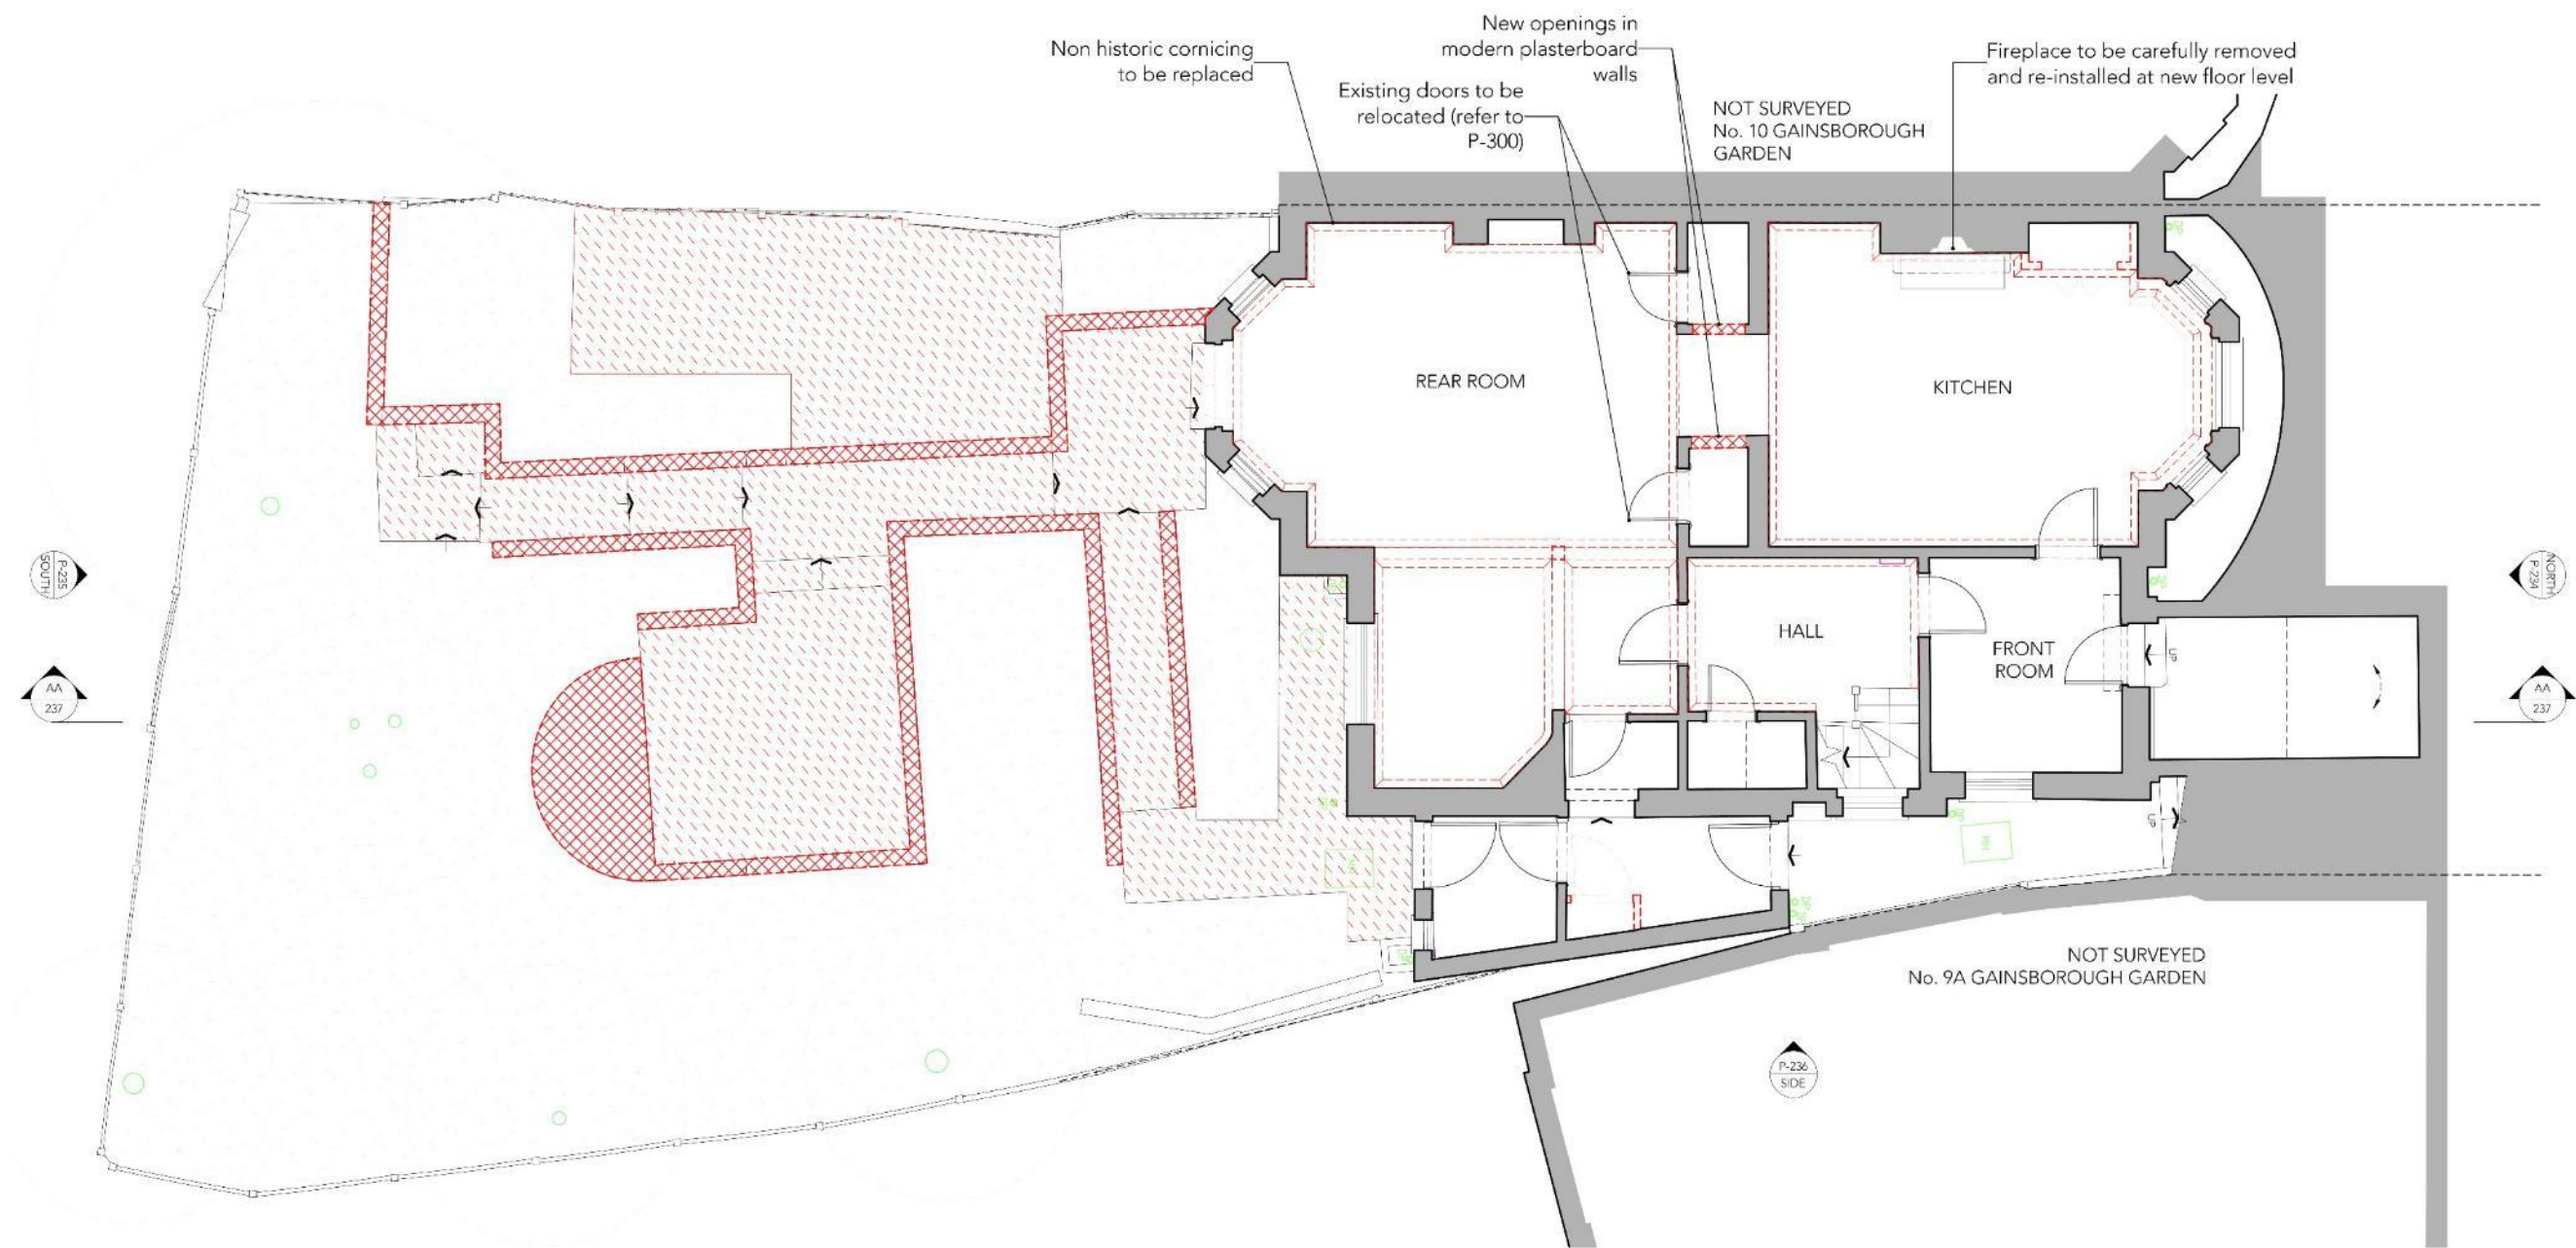 New openings in
modern plasterboard
walls
Non historic cornicing
to be replaced
Fireplace to be carefully removed
and re-installed at new floor level
Existing doors to be
relocated (refer to
P-300)
NOT SURVEYED
No. 10 GAINSBOROUGH
GARDEN
REAR ROOM
KITCHEN
P-235
SOUTH
NORTH
P-234
HALL
FRONT
ROOM
UP
AA
237
AA
237
UP
MH
NOT SURVEYED
No. 9A GAINSBOROUGH GARDEN
P-236
SIDE